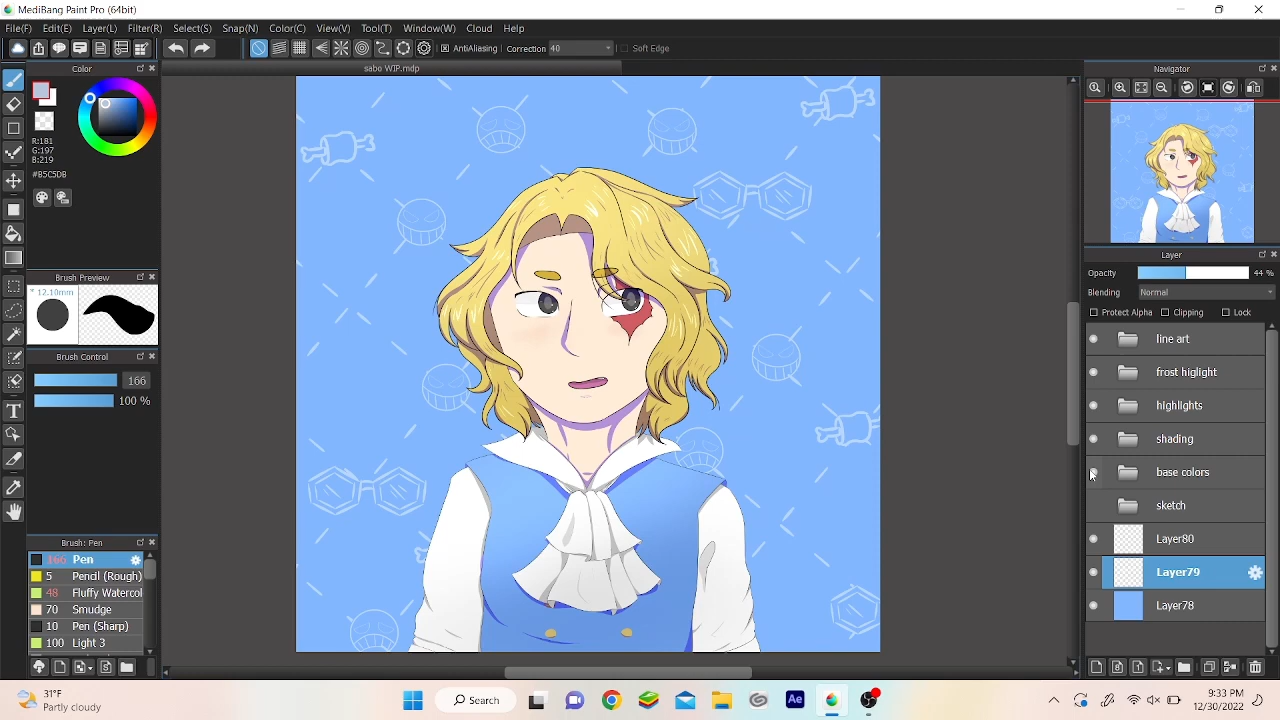 MediBang Paint Pro (64bit)
File(F) Edit(E) Layer(L) Filter(R) Select(S) Snap(N) Color(C) View(V) Tool(T) Window(W) Cloud Help
AntiAliasing Correction 40 Soft Edge
Color
sabo WIP.mdp
Navigator
R:181
G:197
B:219
#B5C5DB
Layer
Opacity 44 %
Blending Normal
Protect Alpha Clipping Lock
Brush Preview
12.10mm
Brush Control
166
100 %
line art
frost higlight
highlights
shading
base colors
sketch
Layer80
Layer79
Layer78
Brush: Pen
166 Pen
5 Pencil (Rough)
48 Fluffy Watercol
70 Smudge
10 Pen (Sharp)
100 Light 3
31°F
Partly cloudy
Search
Ae
9:33 PM
12/30/2022